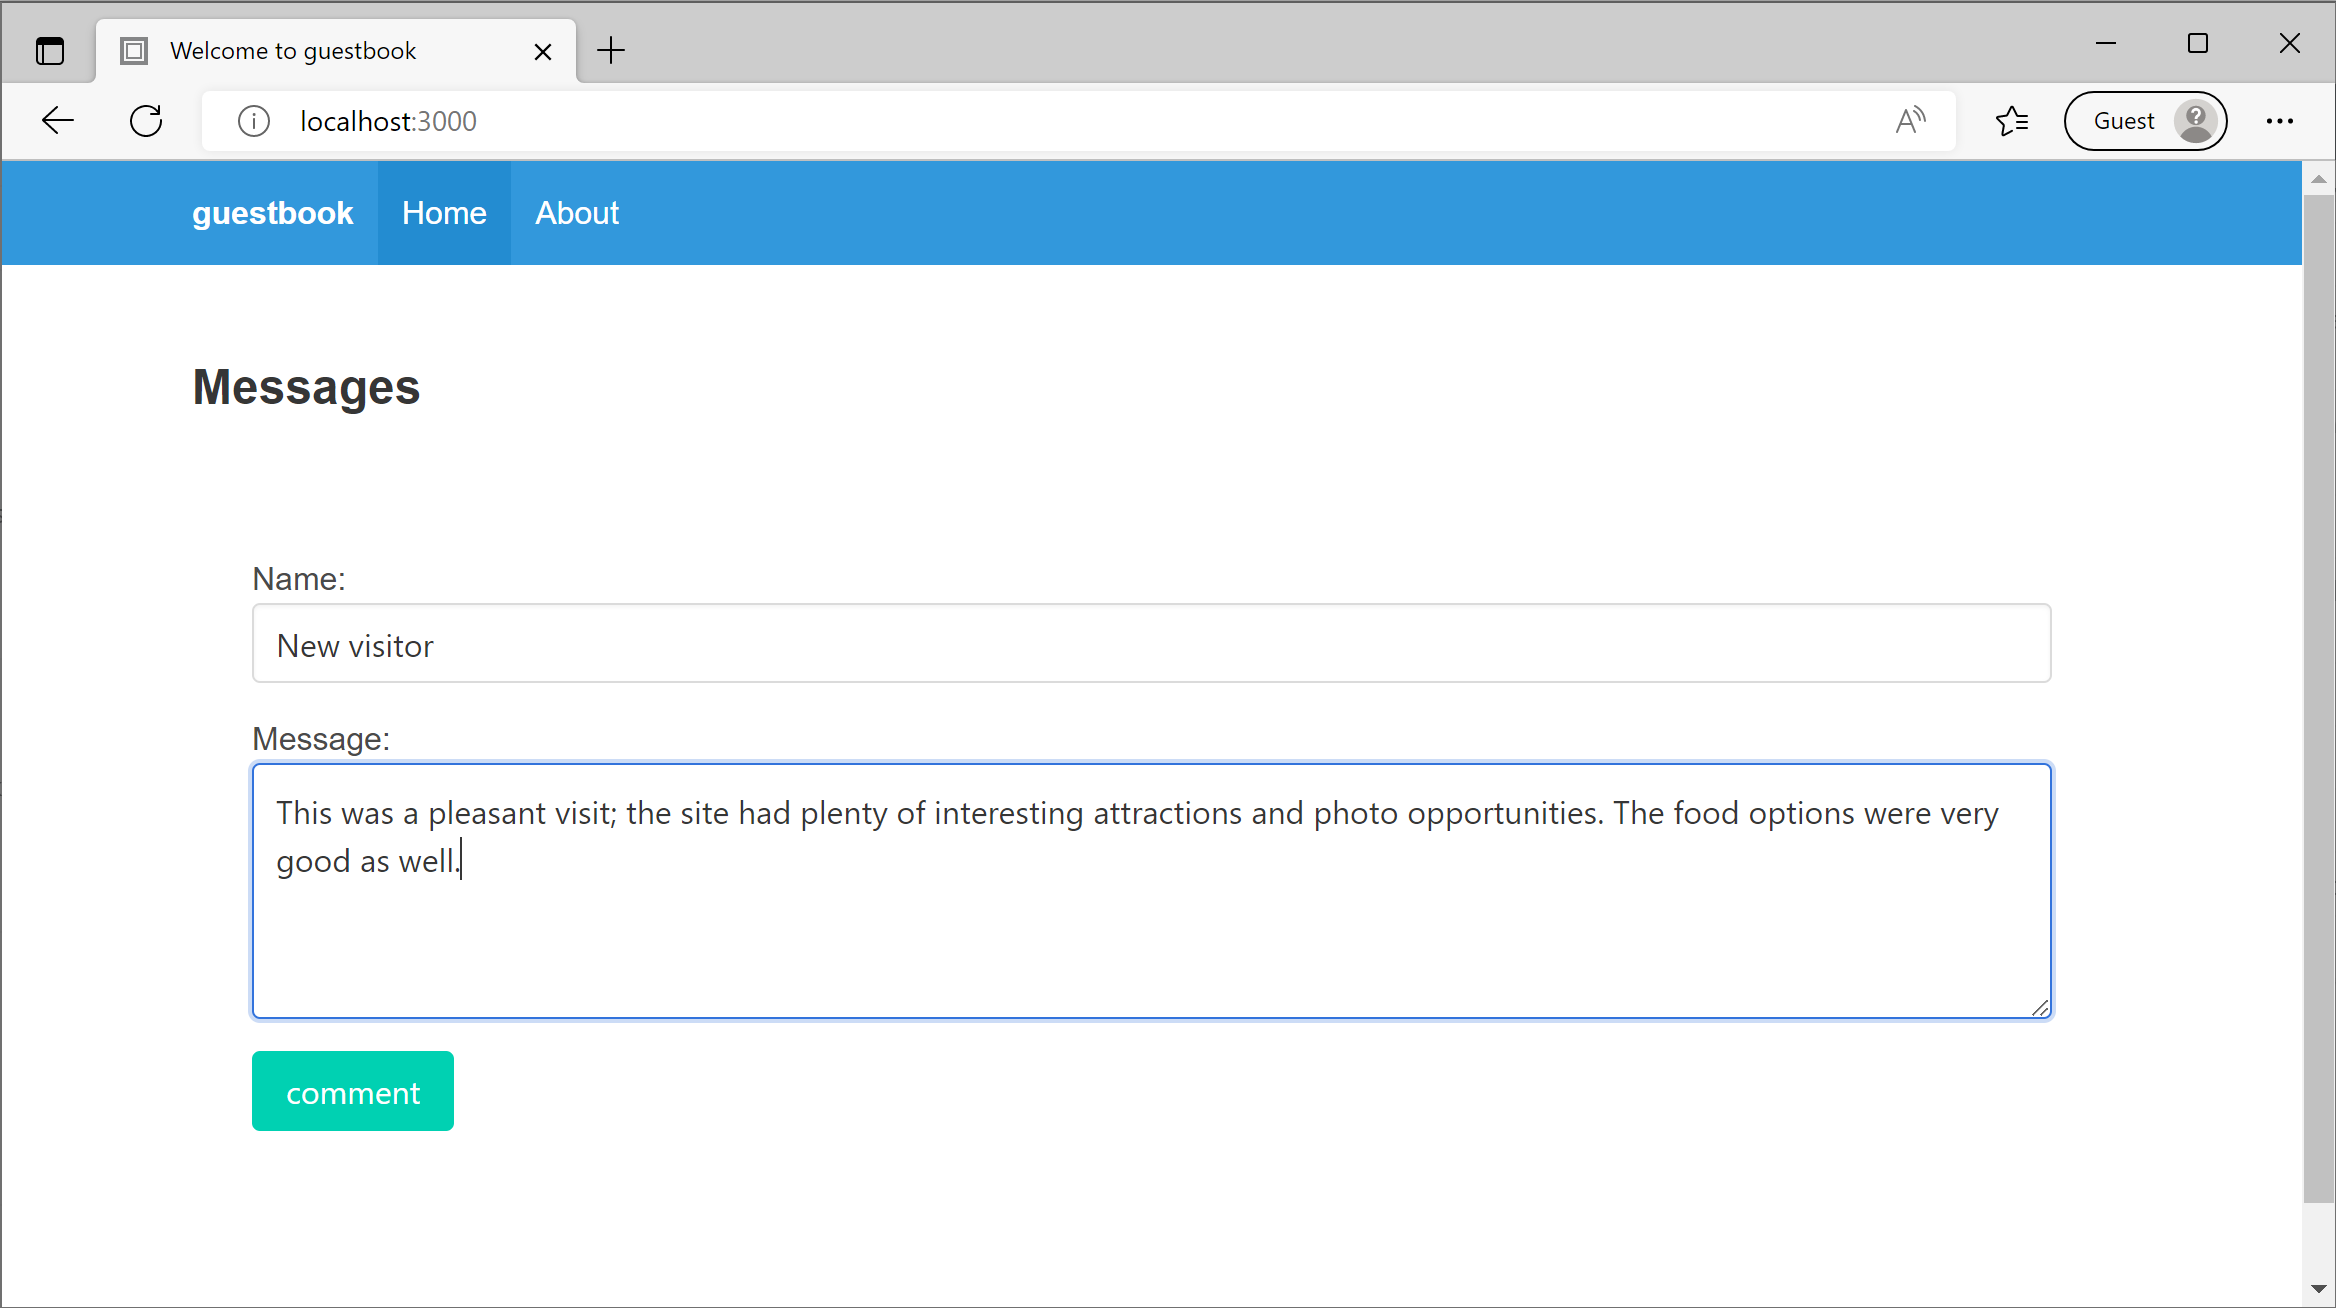 Welcome to guestbook
localhost:3000
Guest
guestbook Home About
Messages
Name:
New visitor
Message:
This was a pleasant visit; the site had plenty of interesting attractions and photo opportunities. The food options were very
good as well.
comment